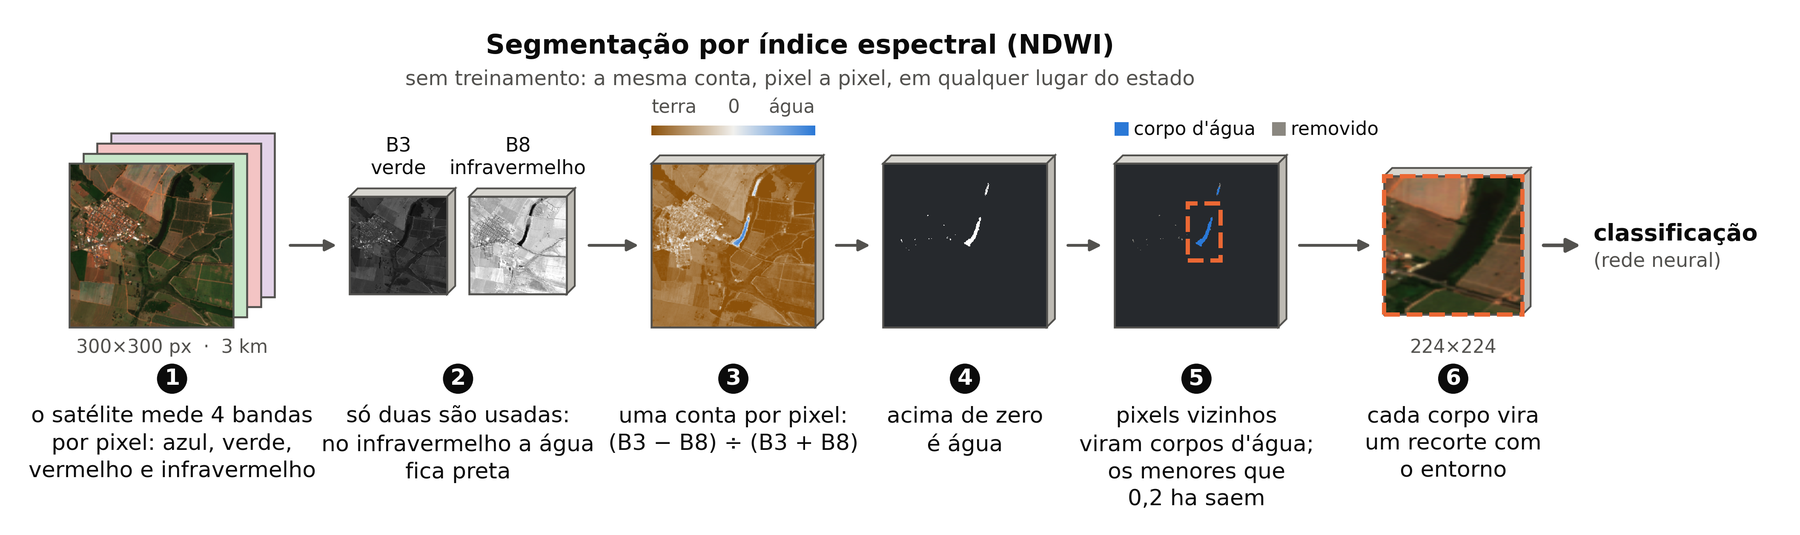 Segmentação por índice espectral (NDWI)
sem treinamento: a mesma conta, pixel a pixel, em qualquer lugar do estado
terra 0 água
B3
verde
B8
infravermelho
corpo d'água removido
300×300 px · 3 km
224×224
classificação
(rede neural)
1
o satélite mede 4 bandas
por pixel: azul, verde,
vermelho e infravermelho
2
só duas são usadas:
no infravermelho a água
fica preta
3
uma conta por pixel:
(B3 − B8) ÷ (B3 + B8)
4
acima de zero
é água
5
pixels vizinhos
viram corpos d'água;
os menores que
0,2 ha saem
6
cada corpo vira
um recorte com
o entorno